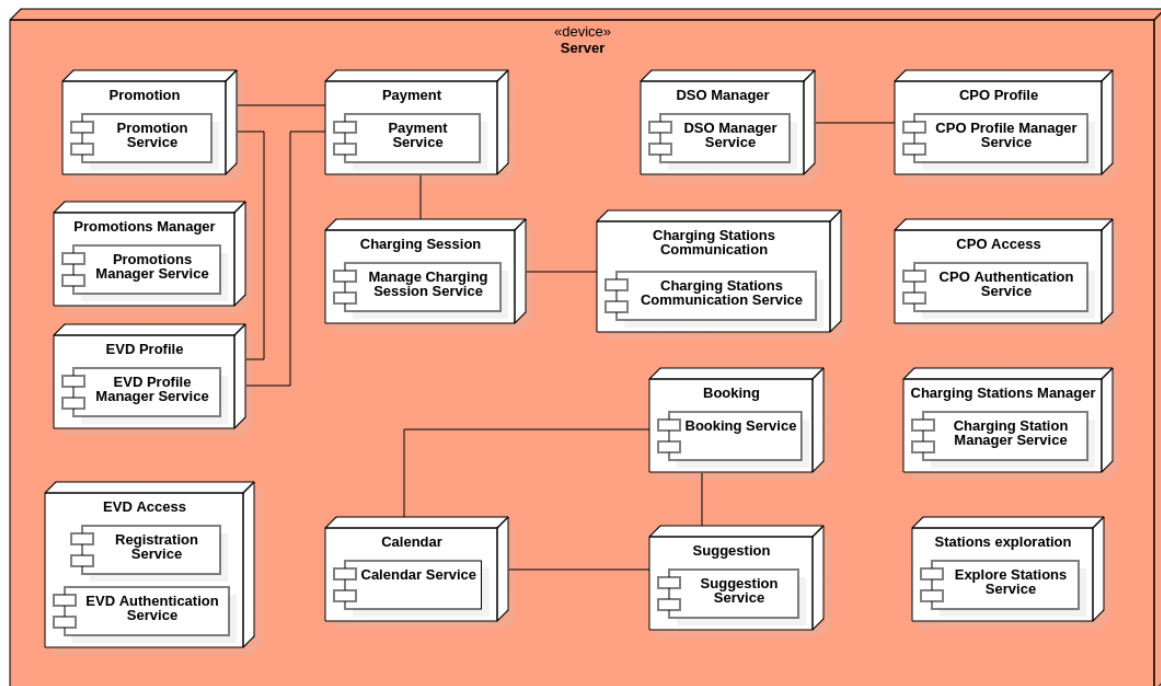 «device»
Server
Promotion
Promotion
Service
Payment
Payment
Service
DSO Manager
DSO Manager
Service
CPO Profile
CPO Profile Manager
Service
Promotions Manager
Promotions
Manager Service
Charging Session
Manage Charging
Session Service
Charging Stations
Communication
Charging Stations
Communication Service
CPO Access
CPO Authentication
Service
EVD Profile
EVD Profile
Manager Service
Booking
Booking Service
Charging Stations Manager
Charging Station
Manager Service
EVD Access
Registration
Service
EVD Authentication
Service
Calendar
Calendar Service
Suggestion
Suggestion
Service
Stations exploration
Explore Stations
Service